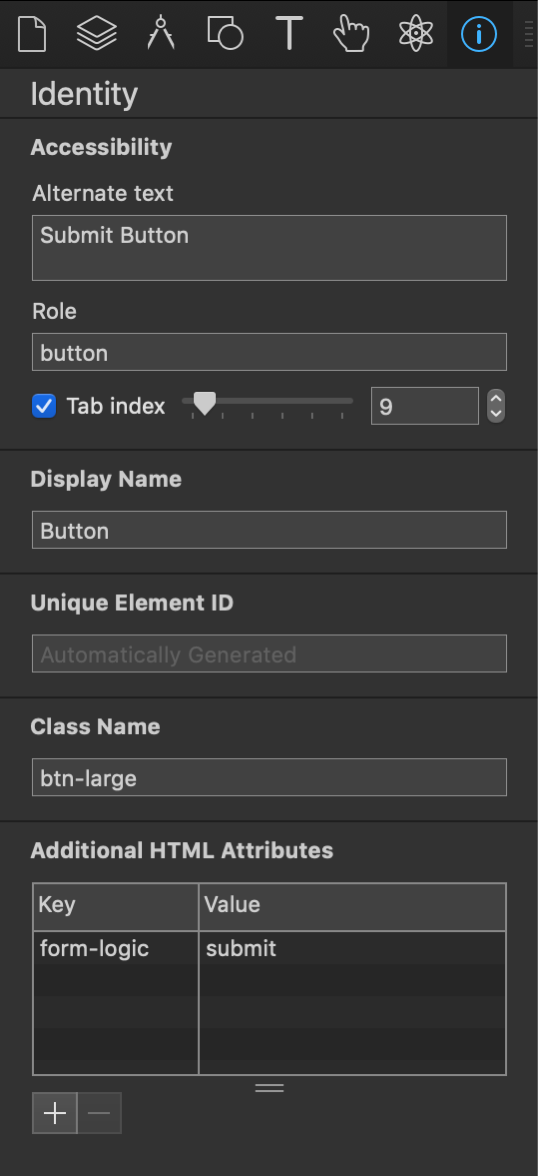 Identity
Accessibility
Alternate text
Submit Button
Role
button
Tab index 9
Display Name
Button
Unique Element ID
Automatically Generated
Class Name
btn-large
Additional HTML Attributes
Key Value
form-logic submit